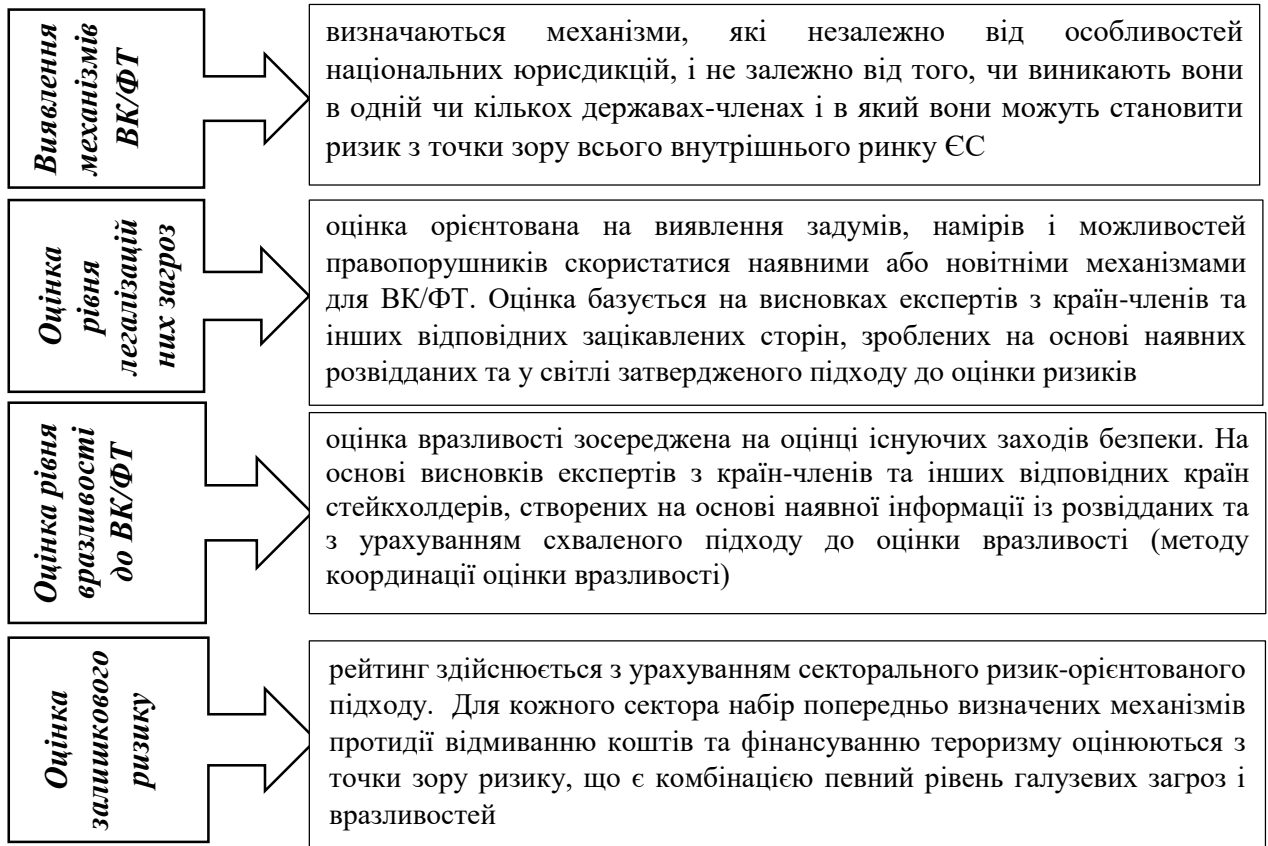 Виявлення
механізмів
ВК/ФТ
визначаються механізми, які незалежно від особливостей
національних юрисдикцій, і не залежно від того, чи виникають вони
в одній чи кількох державах-членах і в який вони можуть становити
ризик з точки зору всього внутрішнього ринку ЄС
Оцінка
рівня
легалізацій
них загроз
оцінка орієнтована на виявлення задумів, намірів і можливостей
правопорушників скористатися наявними або новітніми механізмами
для ВК/ФТ. Оцінка базується на висновках експертів з країн-членів та
інших відповідних зацікавлених сторін, зроблених на основі наявних
розвідданих та у світлі затвердженого підходу до оцінки ризиків
Оцінка рівня
вразливості
до ВК/ФТ
оцінка вразливості зосереджена на оцінці існуючих заходів безпеки. На
основі висновків експертів з країн-членів та інших відповідних країн
стейкхолдерів, створених на основі наявної інформації із розвідданих та
з урахуванням схваленого підходу до оцінки вразливості (методу
координації оцінки вразливості)
Оцінка
залишкового
ризику
рейтинг здійснюється з урахуванням секторального ризик-орієнтованого
підходу. Для кожного сектора набір попередньо визначених механізмів
протидії відмиванню коштів та фінансуванню тероризму оцінюються з
точки зору ризику, що є комбінацією певний рівень галузевих загроз і
вразливостей